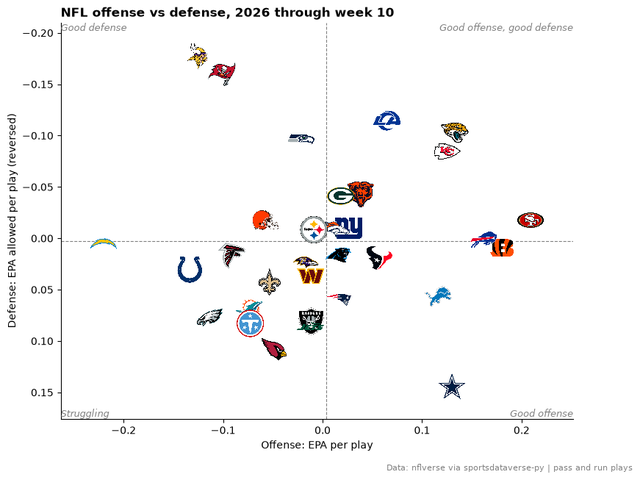 NFL offense vs defense, 2026 through week 10
Good defense
Good offense, good defense
−0.20
−0.15
−0.10
−0.05
0.00
0.05
0.10
0.15
Defense: EPA allowed per play (reversed)
Struggling
Good offense
−0.2
−0.1
0.0
0.1
0.2
Offense: EPA per play
Data: nflverse via sportsdataverse-py | pass and run plays